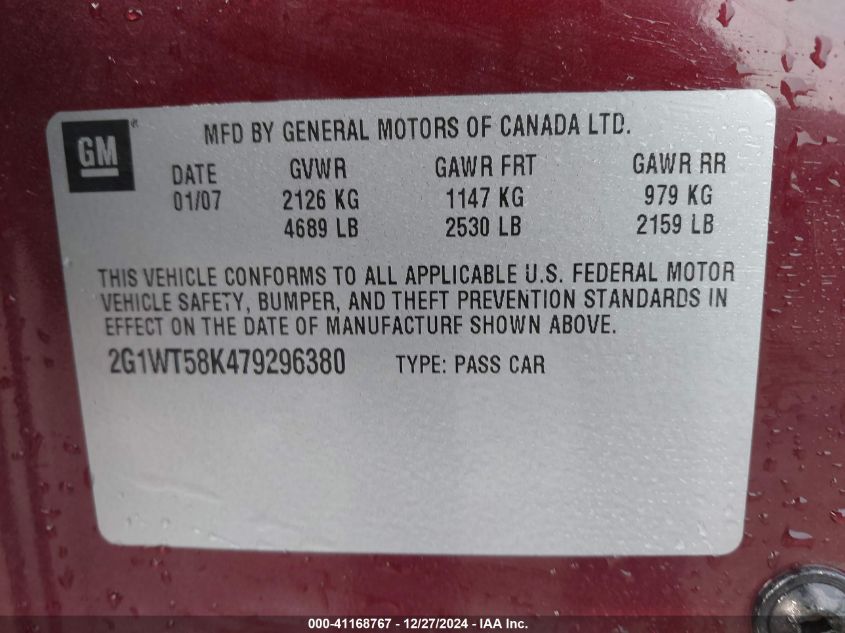 GM ®
MFD BY GENERAL MOTORS OF CANADA LTD.
DATE GVWR GAWR FRT GAWR RR
01/07 2126 KG 1147 KG 979 KG
4689 LB 2530 LB 2159 LB
THIS VEHICLE CONFORMS TO ALL APPLICABLE U.S. FEDERAL MOTOR
VEHICLE SAFETY, BUMPER, AND THEFT PREVENTION STANDARDS IN
EFFECT ON THE DATE OF MANUFACTURE SHOWN ABOVE.
2G1WT58K479296380 TYPE: PASS CAR
000-41168767 - 12/27/2024 - IAA Inc.